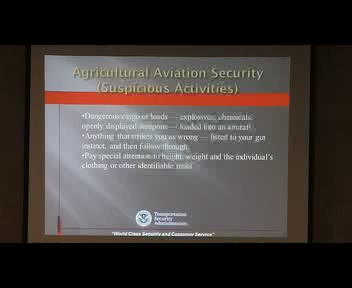 Agricultural Aviation Security
(Suspicious Activities)
•Dangerous cargo or loads — explosives, chemicals,
openly displayed weapons — loaded into an aircraft.
•Anything that strikes you as wrong — listen to your gut
instinct, and then follow through.
•Pay special attention to height, weight and the individual's
clothing or other identifiable traits
Transportation
Security
Administration
"World Class Security and Customer Service"